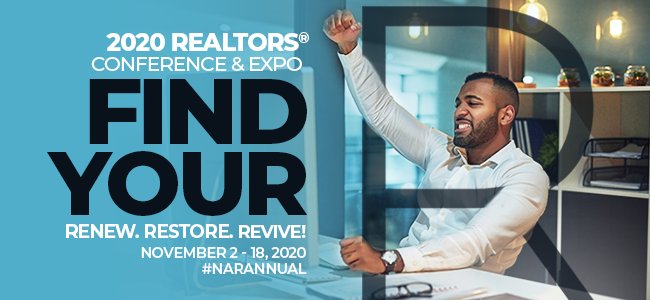 2020 REALTORS®
CONFERENCE & EXPO
FIND
YOUR R
RENEW. RESTORE. REVIVE!
NOVEMBER 2 - 18, 2020
#NARANNUAL